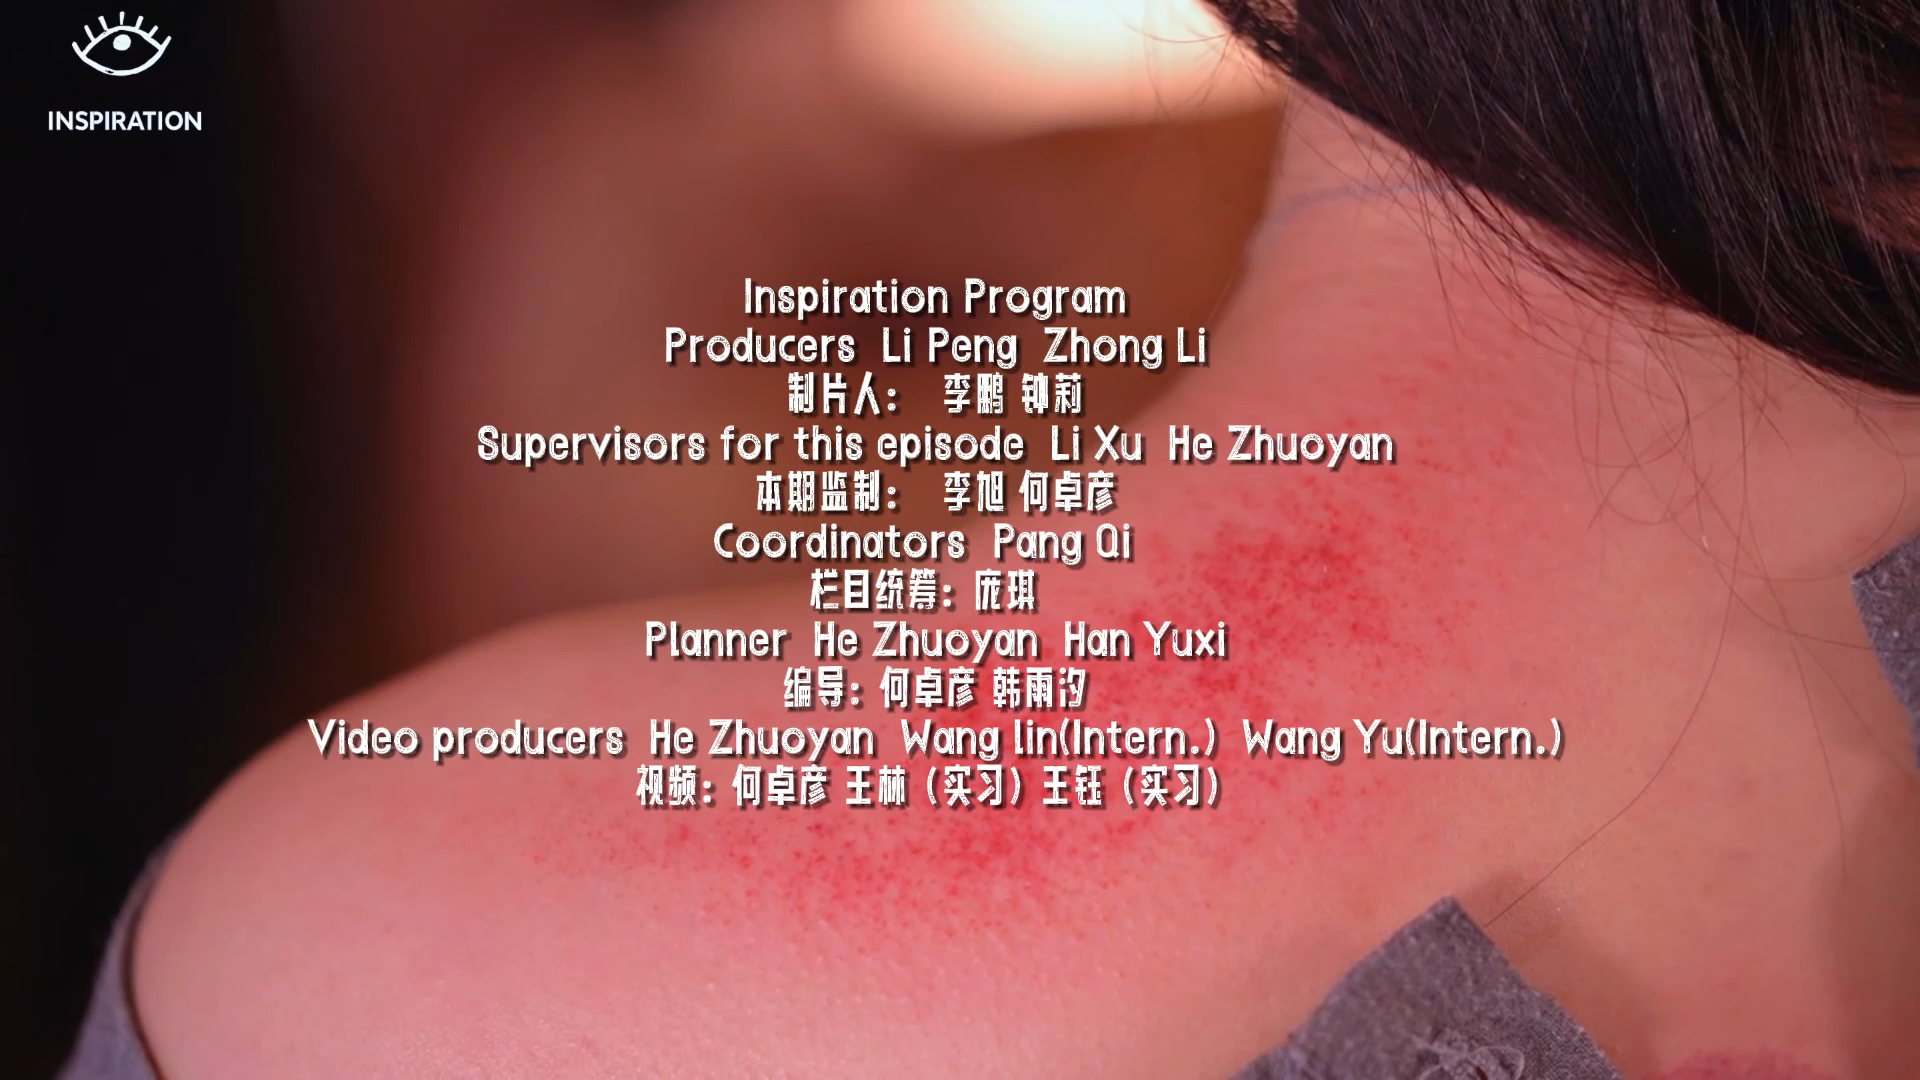 INSPIRATION
Inspiration Program
Producers Li Peng Zhong Li
制片人： 李鹏 钟莉
Supervisors for this episode Li Xu He Zhuoyan
本期监制： 李旭 何卓彦
Coordinators Pang Qi
栏目统筹：庞琪
Planner He Zhuoyan Han Yuxi
编导：何卓彦 韩雨汐
Video producers He Zhuoyan Wang lin(Intern.) Wang Yu(Intern.)
视频：何卓彦 王林（实习）王钰（实习）